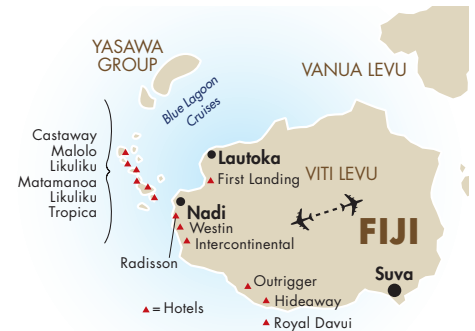 YASAWA
GROUP
VANUA LEVU
Blue Lagoon
Cruises
Castaway
Malolo
Likuliku
Matamanoa
Likuliku
Tropica
Lautoka
First Landing
VITI LEVU
Nadi
Westin
Intercontinental
Radisson
FIJI
Suva
Outrigger
Hideaway
Royal Davui
= Hotels